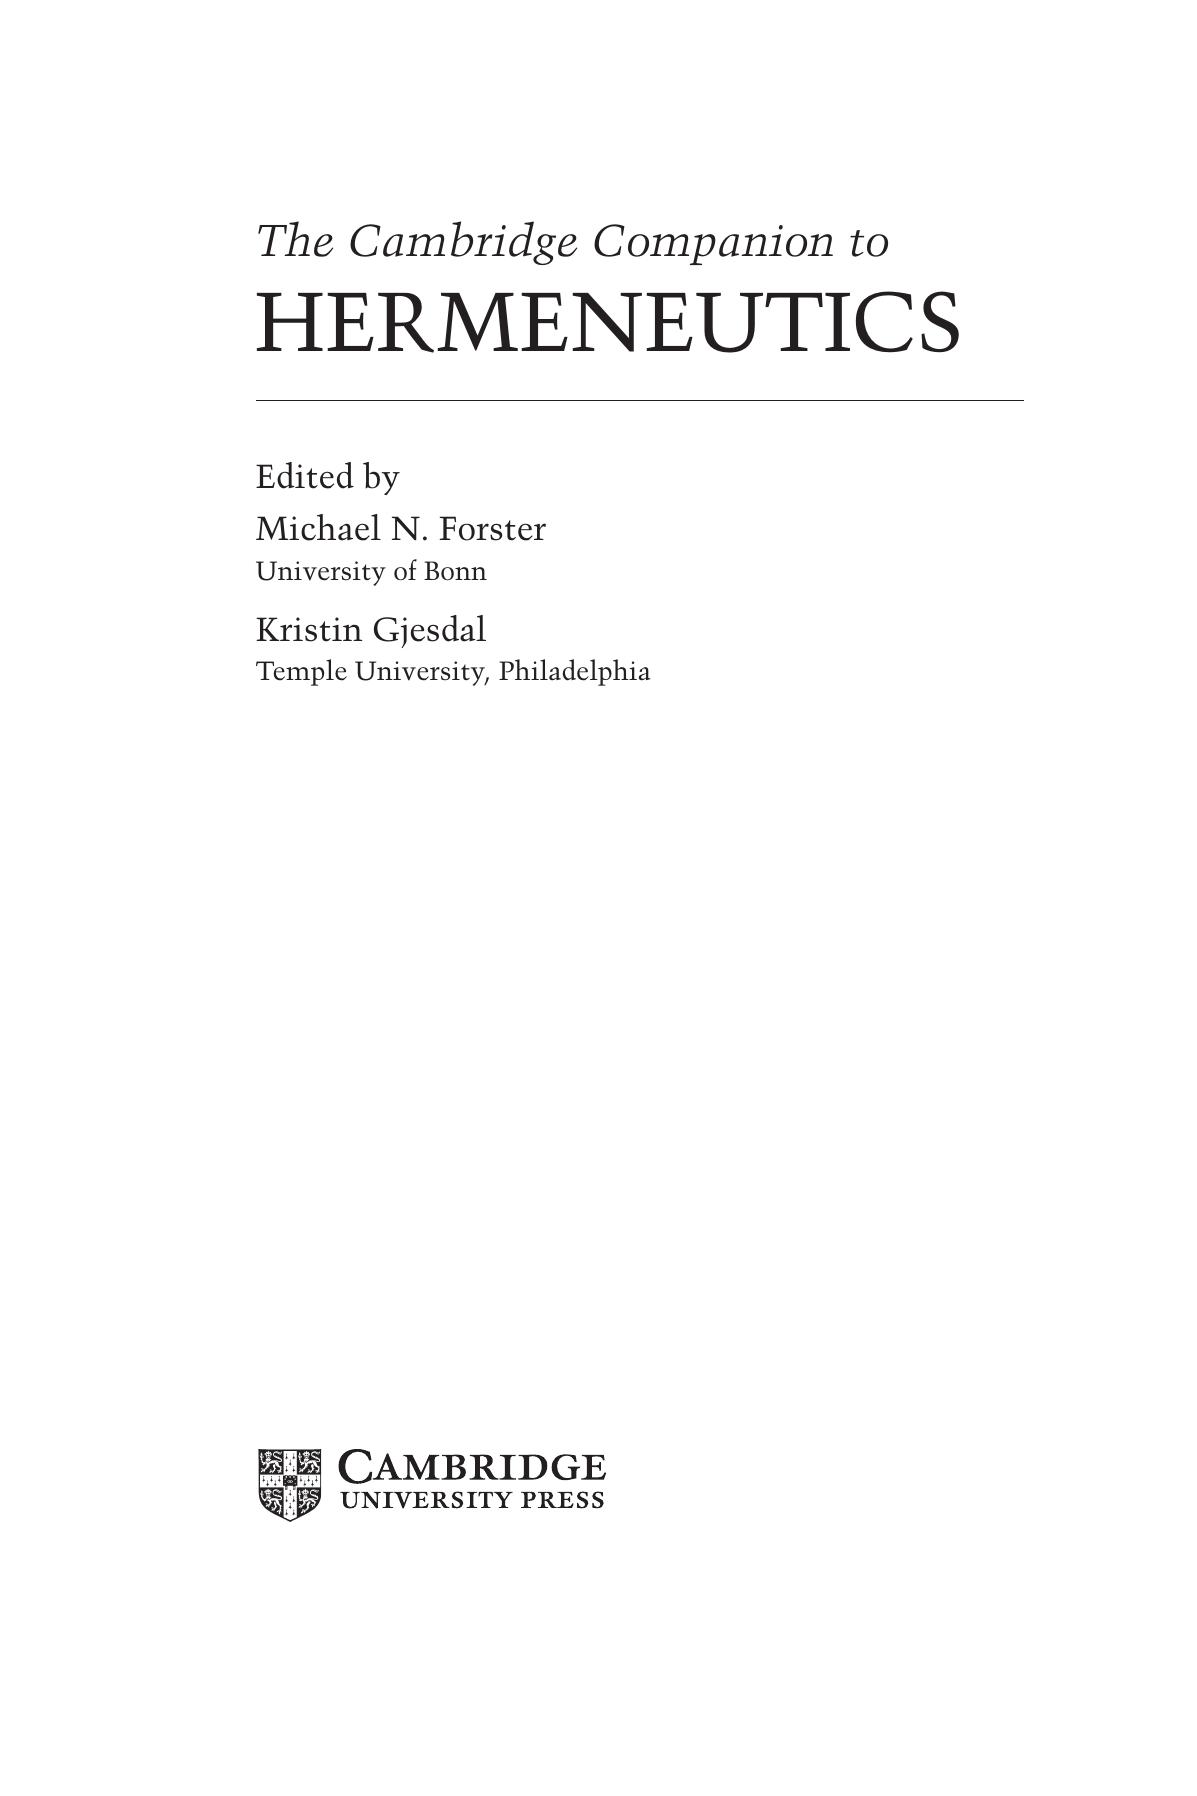 The Cambridge Companion to
HERMENEUTICS
Edited by
Michael N. Forster
University of Bonn
Kristin Gjesdal
Temple University, Philadelphia
CAMBRIDGE
UNIVERSITY PRESS